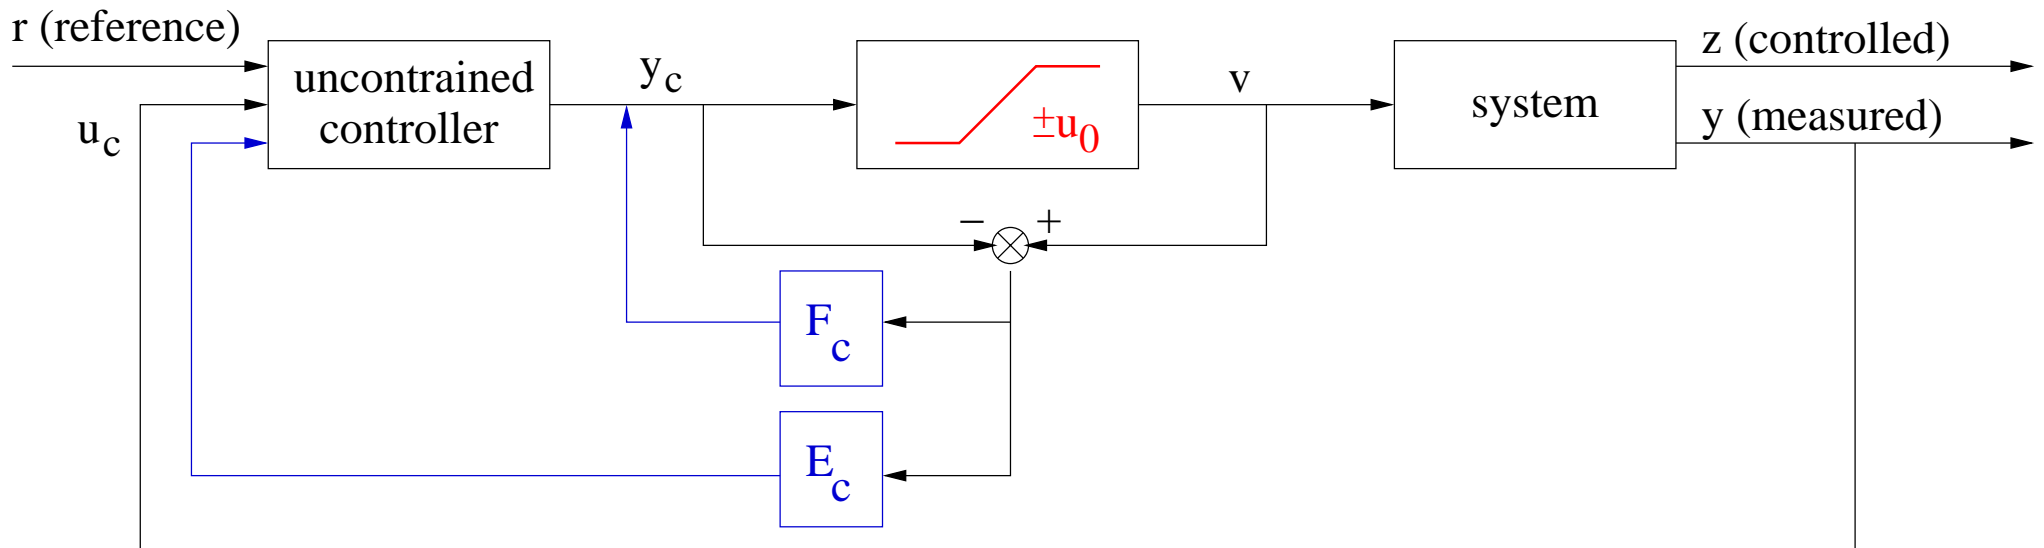 r (reference)
uncontrained
controller
u_c
y_c
±u_0
v
system
z (controlled)
y (measured)
− +
F_c
E_c